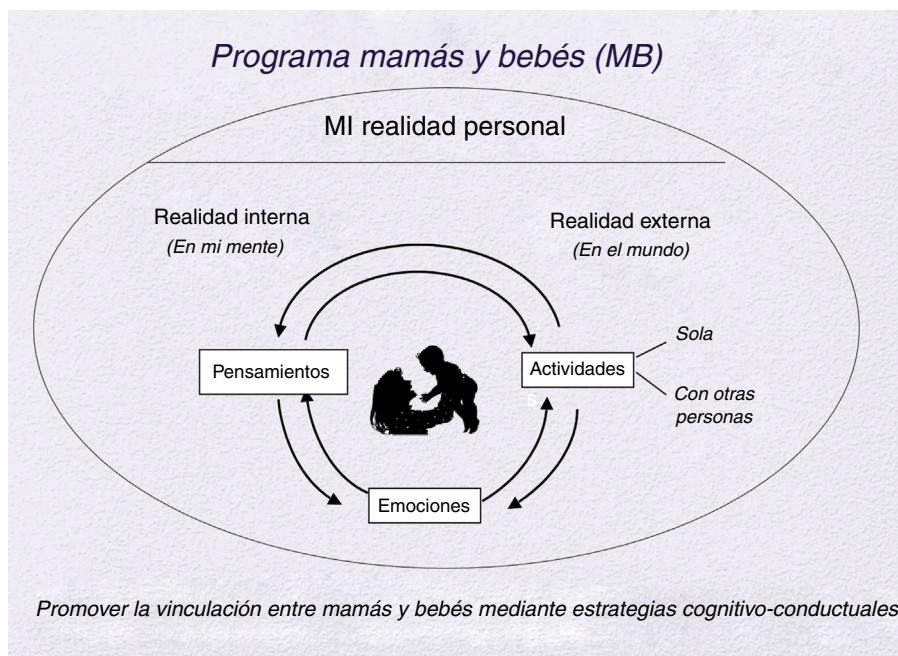 Programa mamás y bebés (MB)
MI realidad personal
Realidad interna
(En mi mente)
Realidad externa
(En el mundo)
Pensamientos
Actividades
s
Sola
Con otras
personas
Emociones
Promover la vinculación entre mamás y bebés mediante estrategias cognitivo-conductuales